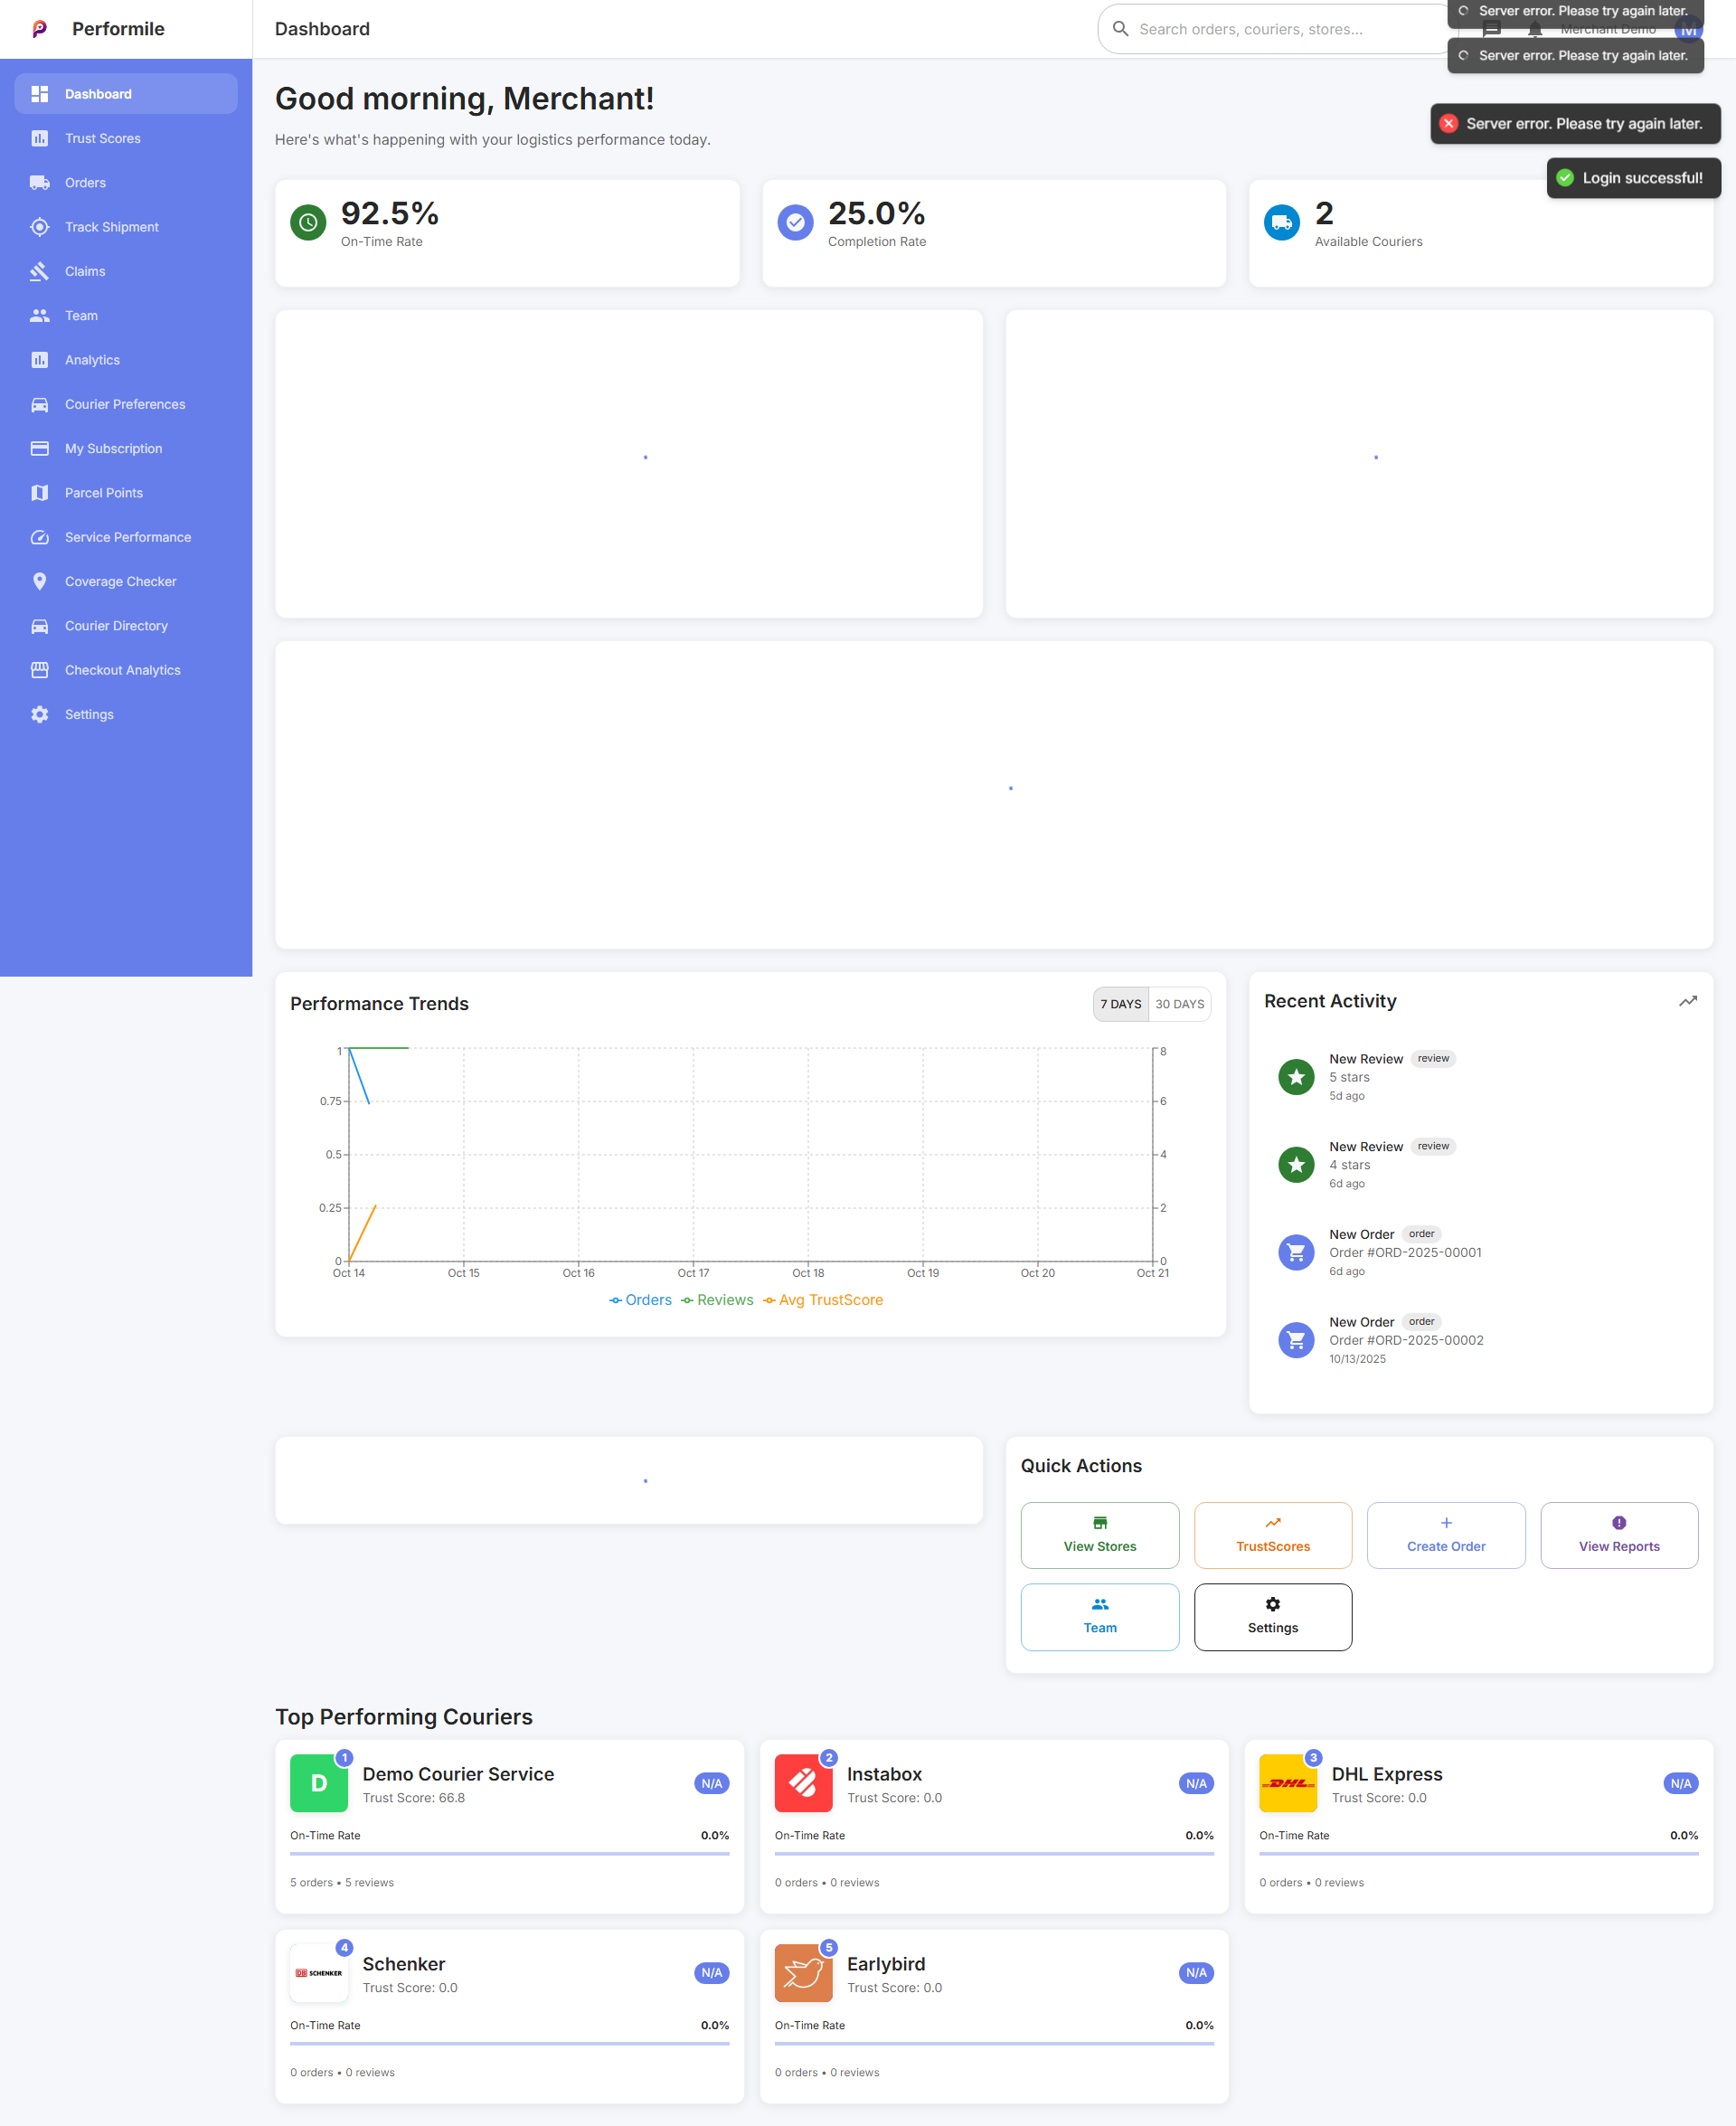 Performile
Dashboard
Search orders, couriers, stores...
Merchant Demo
M
Server error. Please try again later.
Server error. Please try again later.
Server error. Please try again later.
Login successful!
Dashboard
Trust Scores
Orders
Track Shipment
Claims
Team
Analytics
Courier Preferences
My Subscription
Parcel Points
Service Performance
Coverage Checker
Courier Directory
Checkout Analytics
Settings
Good morning, Merchant!
Here's what's happening with your logistics performance today.
92.5%
On-Time Rate
25.0%
Completion Rate
2
Available Couriers
Performance Trends
7 DAYS
30 DAYS
1
0.75
0.5
0.25
0
8
6
4
2
0
Oct 14
Oct 15
Oct 16
Oct 17
Oct 18
Oct 19
Oct 20
Oct 21
Orders
Reviews
Avg TrustScore
Recent Activity
New Review review
5 stars
5d ago
New Review review
4 stars
6d ago
New Order order
Order #ORD-2025-00001
6d ago
New Order order
Order #ORD-2025-00002
10/13/2025
Quick Actions
View Stores
TrustScores
Create Order
View Reports
Team
Settings
Top Performing Couriers
D
1
Demo Courier Service
Trust Score: 66.8
N/A
On-Time Rate
0.0%
5 orders • 5 reviews
2
Instabox
Trust Score: 0.0
N/A
On-Time Rate
0.0%
0 orders • 0 reviews
DHL
3
DHL Express
Trust Score: 0.0
N/A
On-Time Rate
0.0%
0 orders • 0 reviews
DB SCHENKER
4
Schenker
Trust Score: 0.0
N/A
On-Time Rate
0.0%
0 orders • 0 reviews
5
Earlybird
Trust Score: 0.0
N/A
On-Time Rate
0.0%
0 orders • 0 reviews